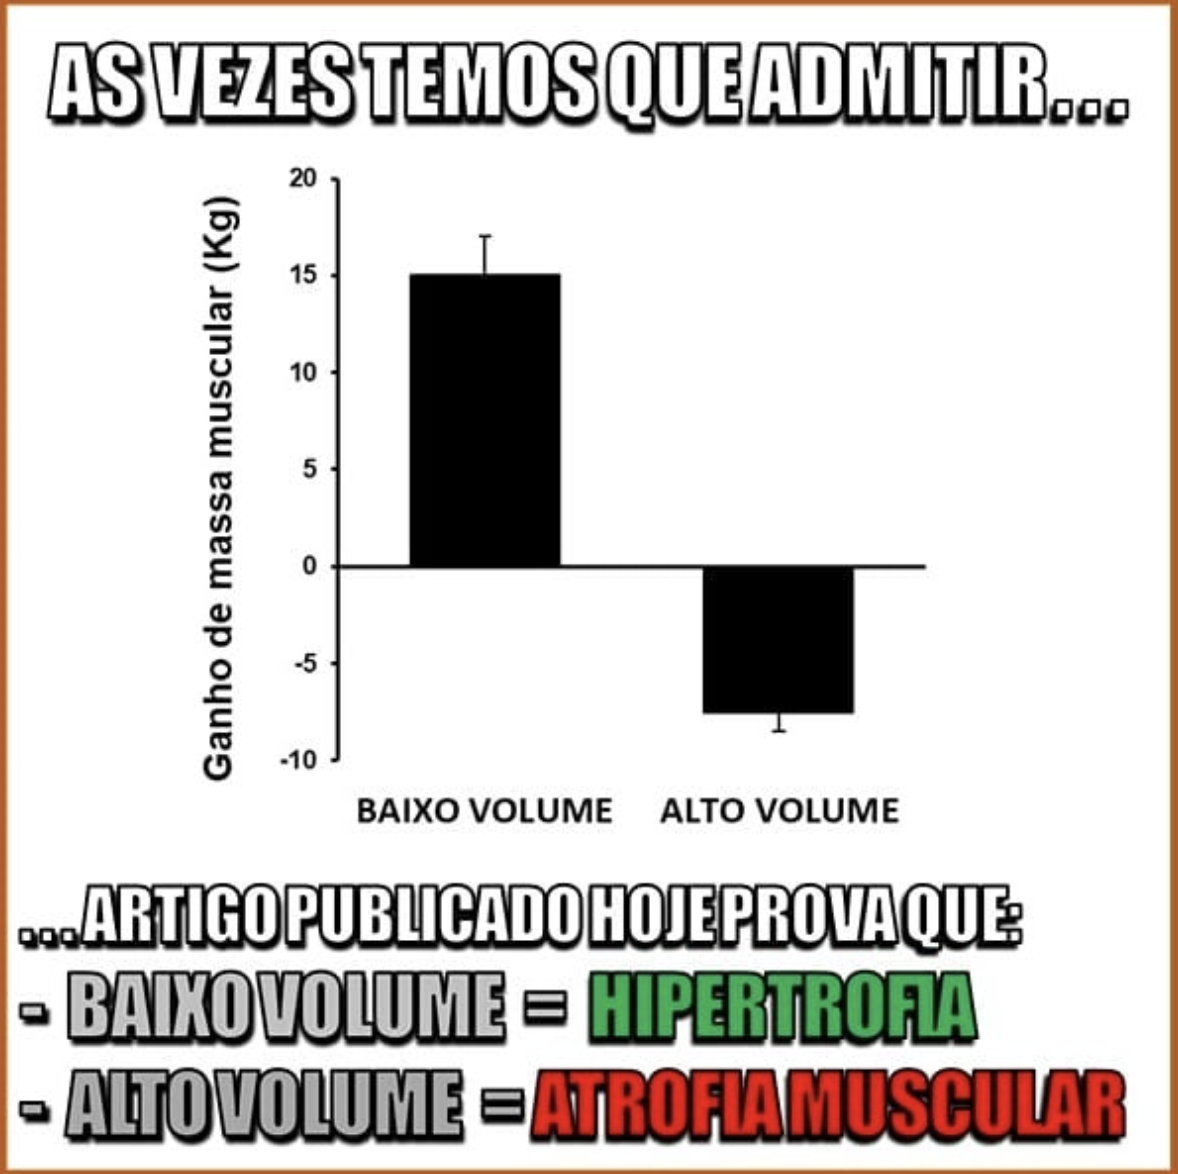 AS VEZES TEMOS QUE ADMITIR...
Ganho de massa muscular (Kg)
20
15
10
5
0
-5
-10
BAIXO VOLUME ALTO VOLUME
...ARTIGO PUBLICADO HOJE PROVA QUE:
- BAIXO VOLUME = HIPERTROFIA
- ALTO VOLUME = ATROFIA MUSCULAR